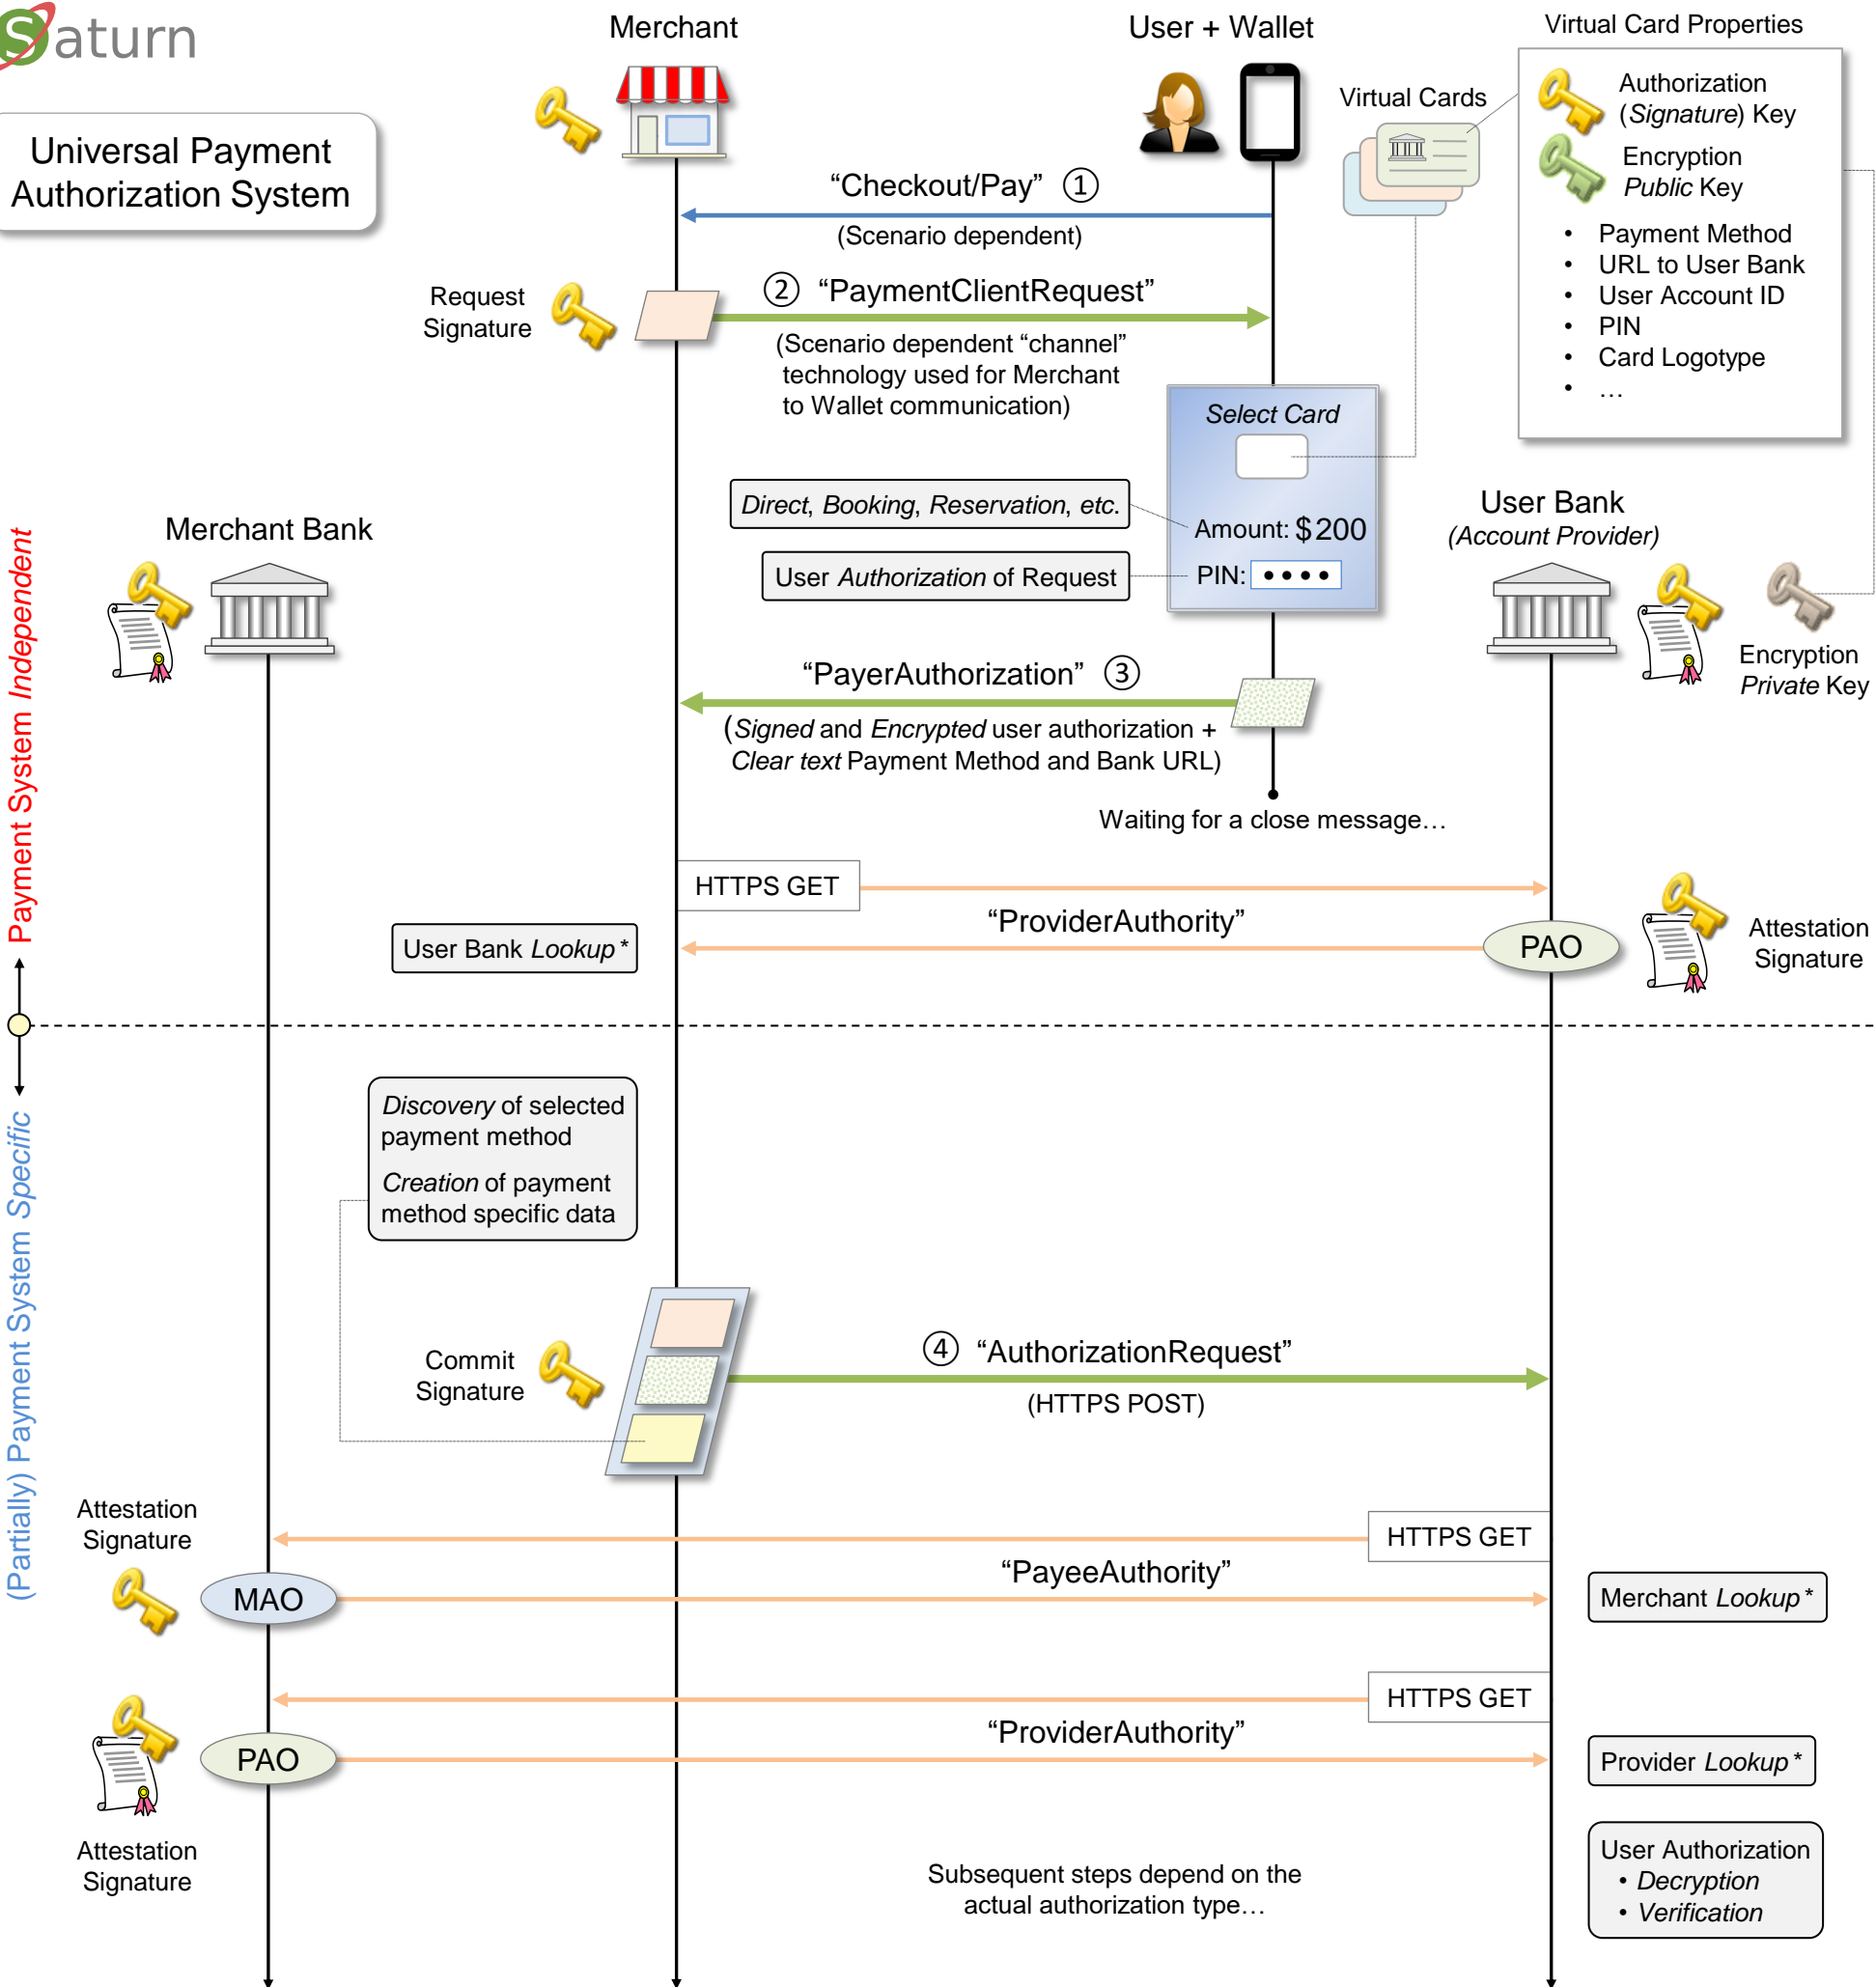 Saturn
Universal Payment
Authorization System
Merchant
User + Wallet
Virtual Card Properties
Virtual Cards
Authorization
(Signature) Key
Encryption
Public Key
• Payment Method
• URL to User Bank
• User Account ID
• PIN
• Card Logotype
• …
“Checkout/Pay” ①
(Scenario dependent)
Request
Signature
② “PaymentClientRequest”
(Scenario dependent “channel”
technology used for Merchant
to Wallet communication)
Select Card
Direct, Booking, Reservation, etc.
Amount: $200
User Authorization of Request
PIN: ••••
Merchant Bank
User Bank
(Account Provider)
Encryption
Private Key
“PayerAuthorization” ③
(Signed and Encrypted user authorization +
Clear text Payment Method and Bank URL)
Waiting for a close message…
Payment System Independent
HTTPS GET
“ProviderAuthority”
User Bank Lookup *
PAO
Attestation
Signature
(Partially) Payment System Specific
Discovery of selected
payment method
Creation of payment
method specific data
Commit
Signature
④ “AuthorizationRequest”
(HTTPS POST)
Attestation
Signature
HTTPS GET
“PayeeAuthority”
MAO
Merchant Lookup *
HTTPS GET
“ProviderAuthority”
PAO
Provider Lookup *
Attestation
Signature
Subsequent steps depend on the
actual authorization type…
User Authorization
• Decryption
• Verification